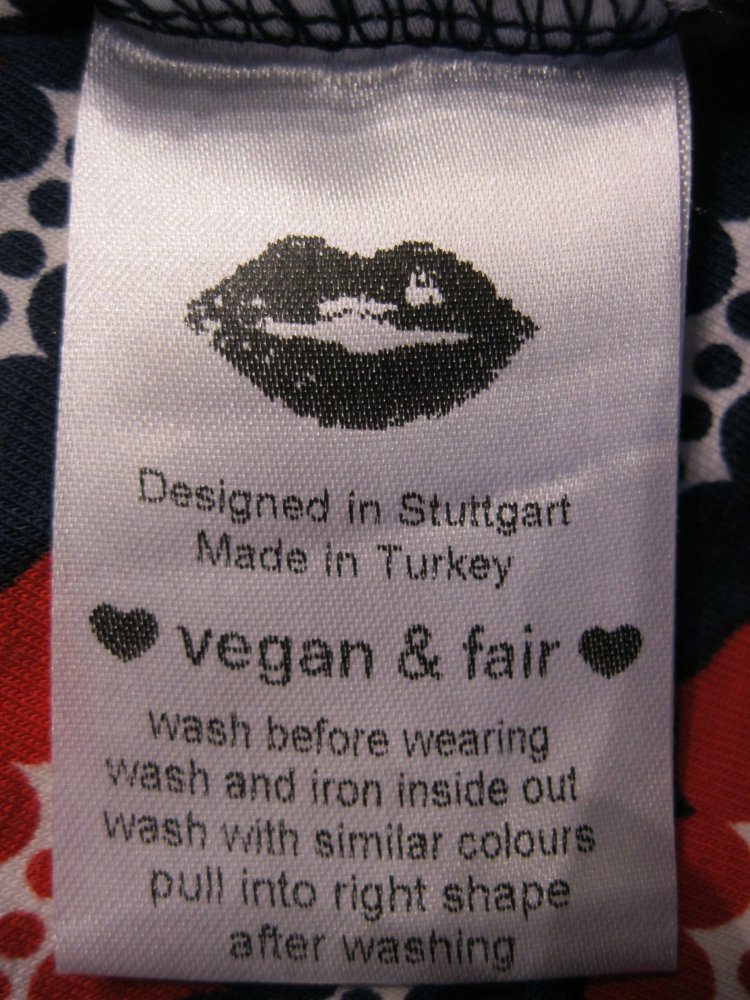 Designed in Stuttgart
Made in Turkey
vegan & fair
wash before wearing
wash and iron inside out
wash with similar colours
pull into right shape
after washing